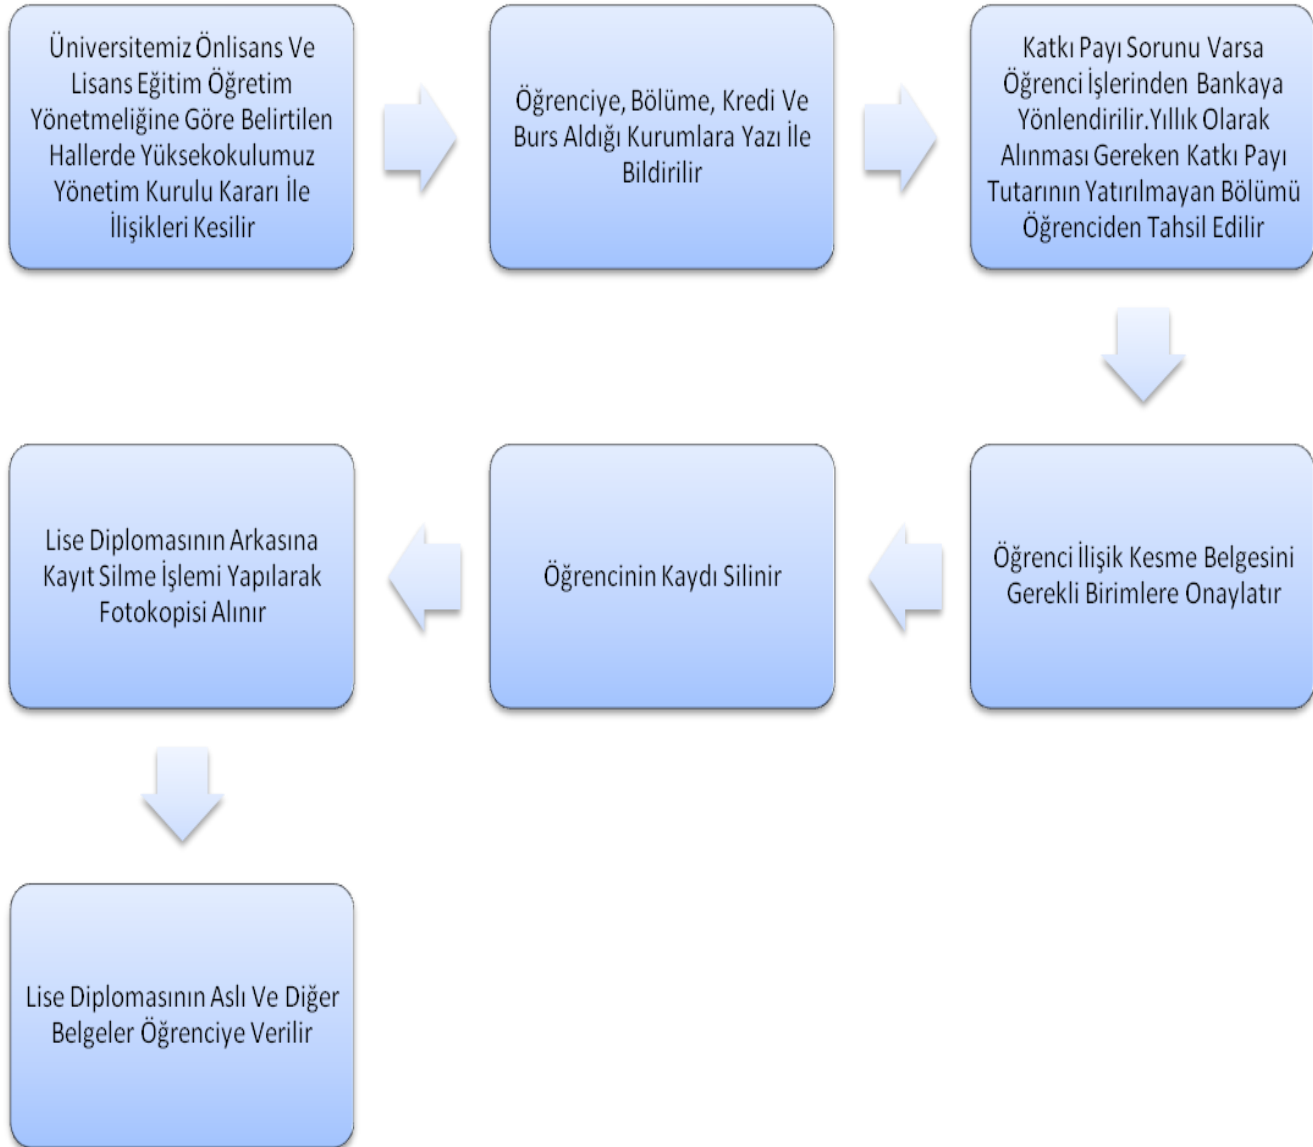 Üniversitemiz Önlisans Ve
Lisans Eğitim Öğretim
Yönetmeliğine Göre Belirtilen
Hallerde Yüksekokulumuz
Yönetim Kurulu Kararı İle
İlişikleri Kesilir
Öğrenciye, Bölüme, Kredi Ve
Burs Aldığı Kurumlara Yazı İle
Bildirilir
Katkı Payı Sorunu Varsa
Öğrenci İşlerinden Bankaya
Yönlendirilir.Yıllık Olarak
Alınması Gereken Katkı Payı
Tutarının Yatırılmayan Bölümü
Öğrenciden Tahsil Edilir
Öğrenci İlişik Kesme Belgesini
Gerekli Birimlere Onaylatır
Öğrencinin Kaydı Silinir
Lise Diplomasının Arkasına
Kayıt Silme İşlemi Yapılarak
Fotokopisi Alınır
Lise Diplomasının Aslı Ve Diğer
Belgeler Öğrenciye Verilir